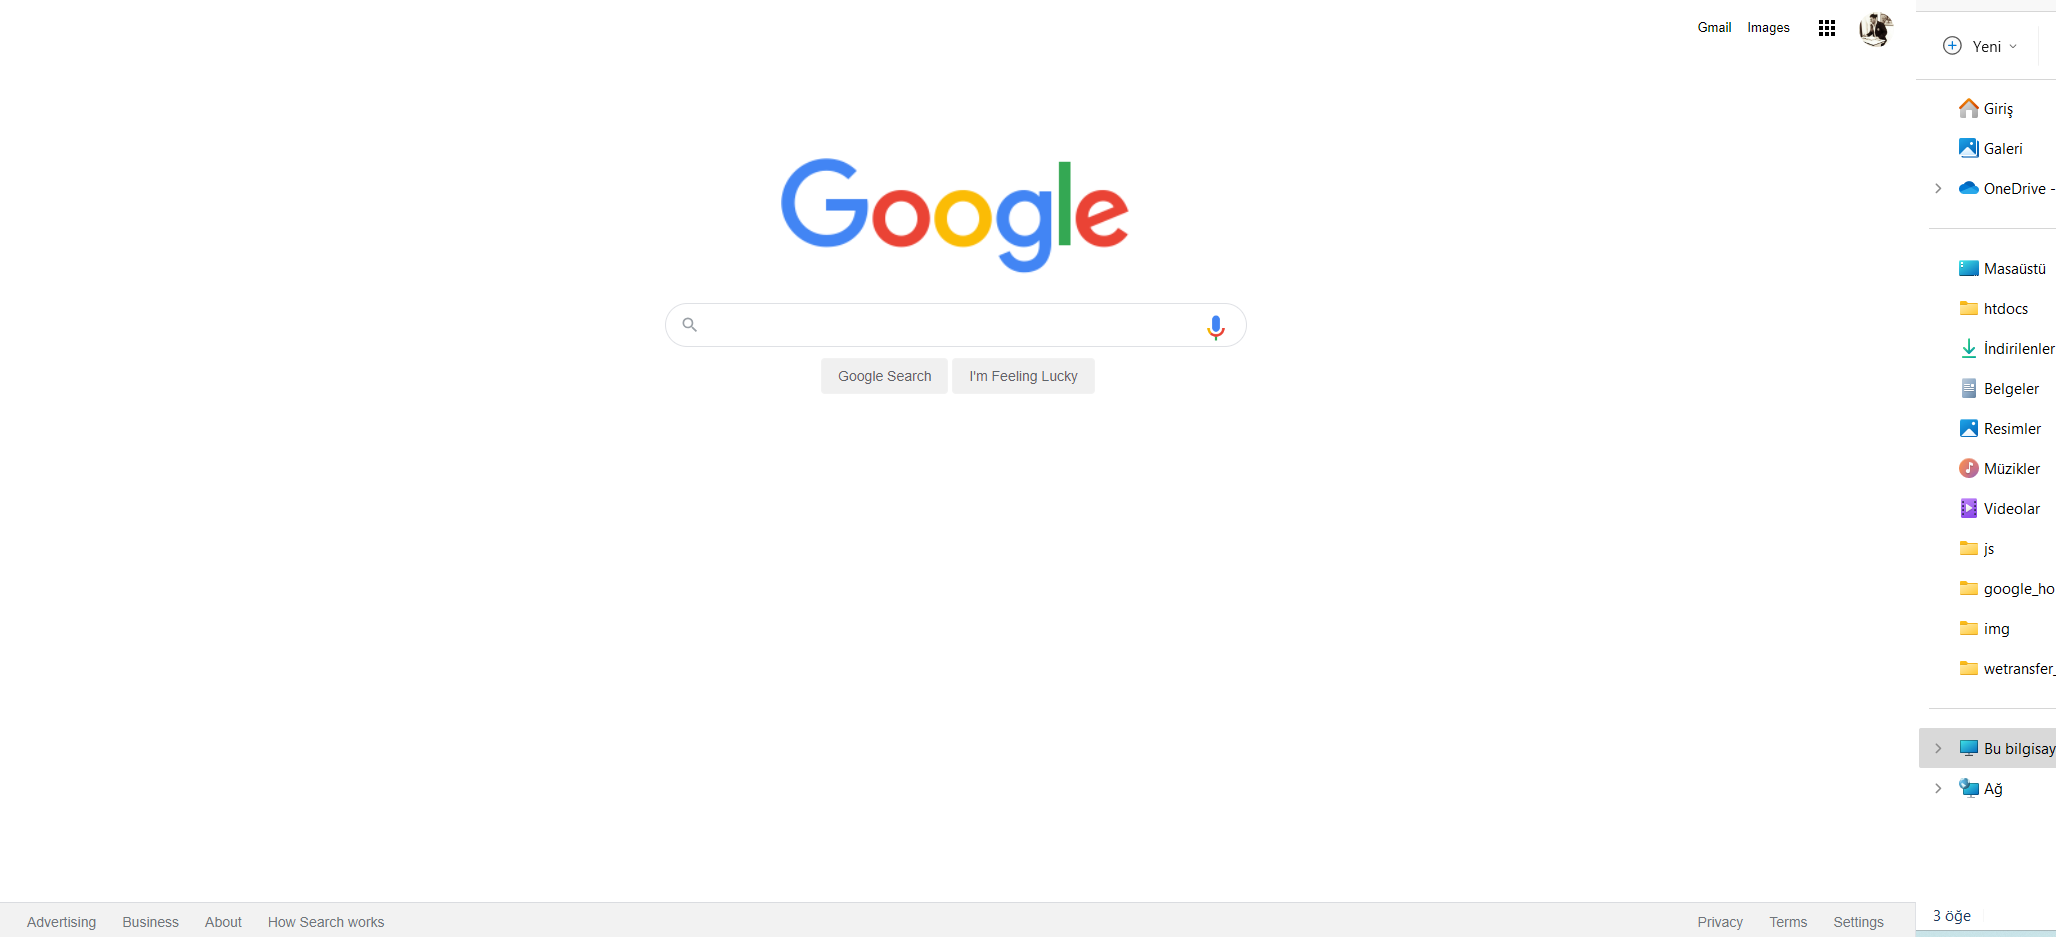 Gmail Images
Google
Google Search I'm Feeling Lucky
Advertising Business About How Search works
Privacy Terms Settings
Yeni
Giriş
Galeri
OneDrive -
Masaüstü
htdocs
İndirilenler
Belgeler
Resimler
Müzikler
Videolar
js
google_ho
img
wetransfer_
Bu bilgisay
Ağ
3 öğe